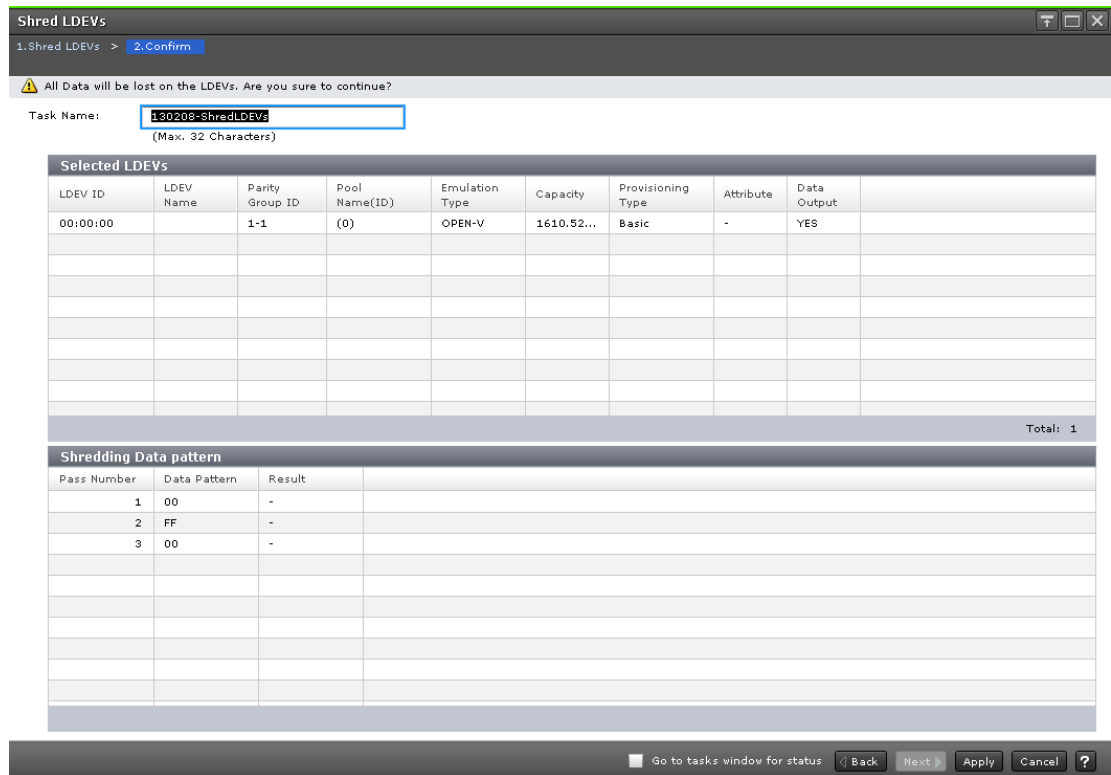 Shred LDEVs
1.Shred LDEVs > 2.Confirm
All Data will be lost on the LDEVs. Are you sure to continue?
Task Name: 130208-ShredLDEVs
(Max. 32 Characters)
Selected LDEVs
LDEV ID LDEV Name Parity Group ID Pool Name(ID) Emulation Type Capacity Provisioning Type Attribute Data Output
00:00:00 1-1 (0) OPEN-V 1610.52... Basic - YES
Total: 1
Shredding Data pattern
Pass Number Data Pattern Result
1 00 -
2 FF -
3 00 -
Go to tasks window for status Back Next Apply Cancel ?